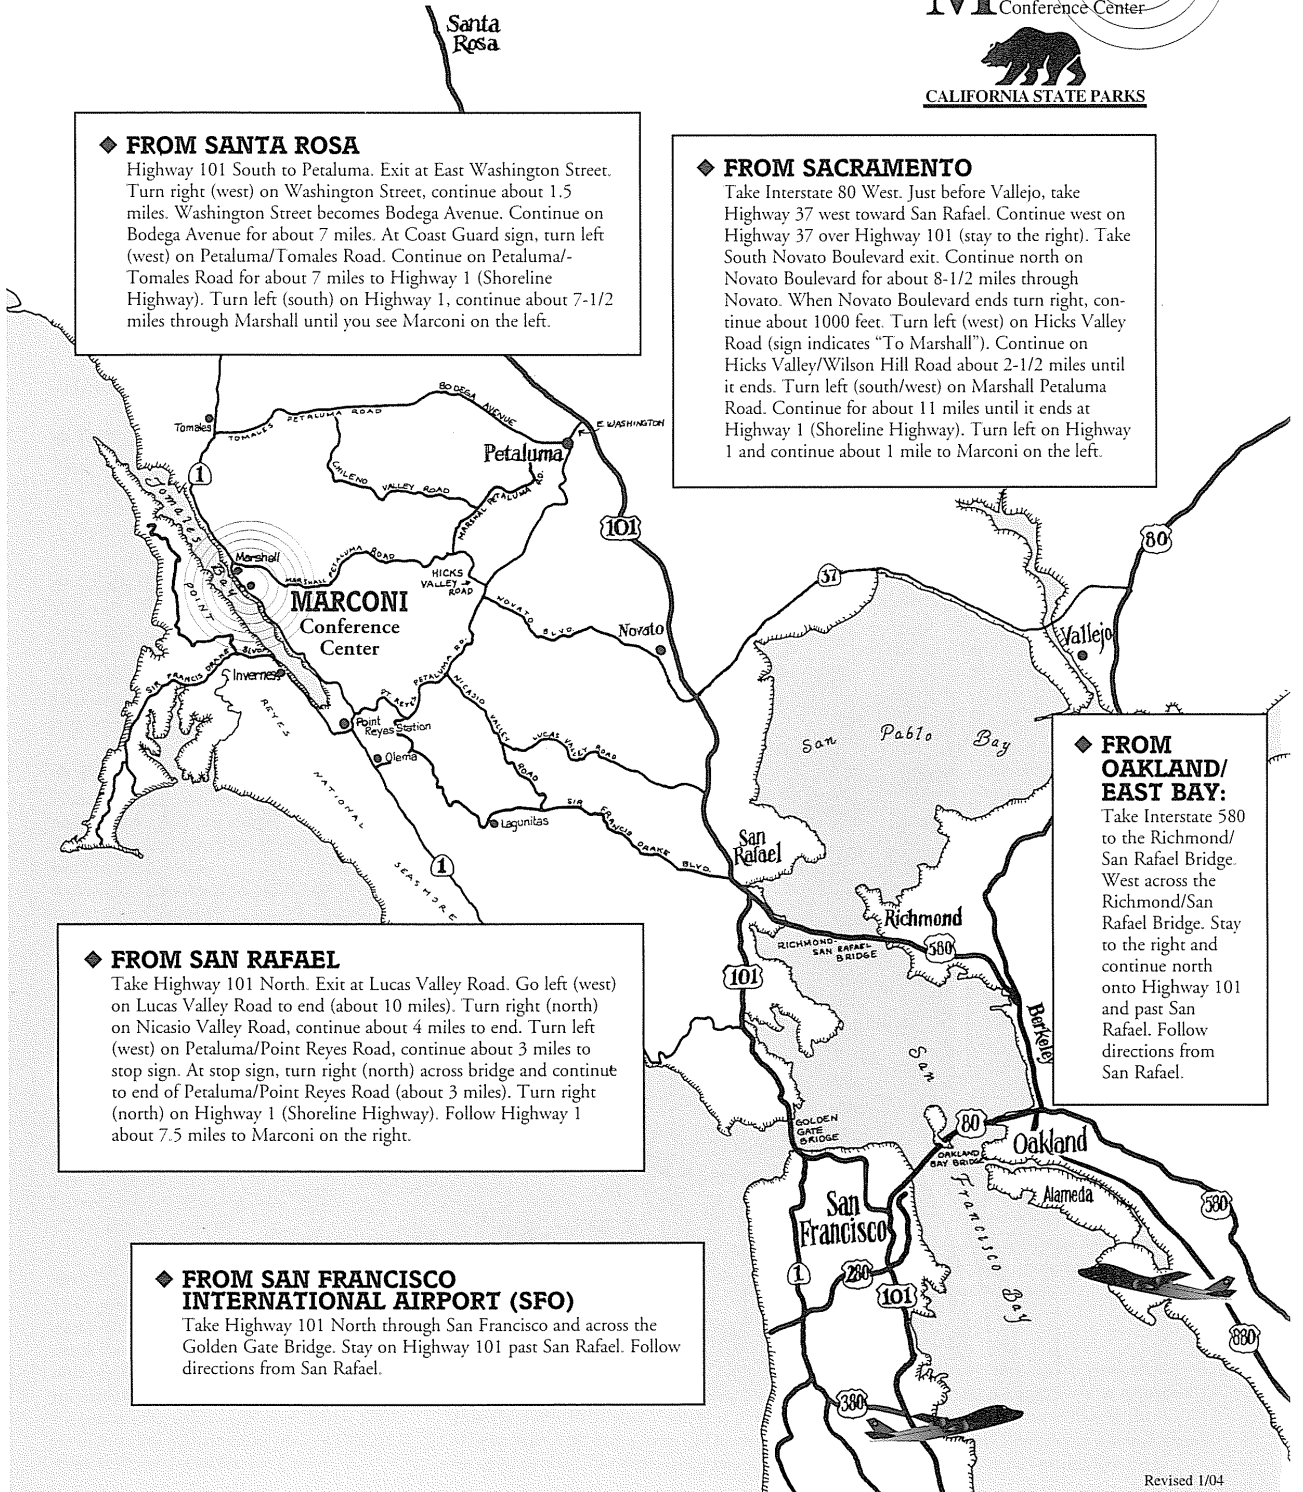 Conference Center
CALIFORNIA STATE PARKS
Santa
Rosa
FROM SANTA ROSA
Highway 101 South to Petaluma. Exit at East Washington Street.
Turn right (west) on Washington Street, continue about 1.5
miles. Washington Street becomes Bodega Avenue. Continue on
Bodega Avenue for about 7 miles. At Coast Guard sign, turn left
(west) on Petaluma/Tomales Road. Continue on Petaluma/-
Tomales Road for about 7 miles to Highway 1 (Shoreline
Highway). Turn left (south) on Highway 1, continue about 7-1/2
miles through Marshall until you see Marconi on the left.
FROM SACRAMENTO
Take Interstate 80 West. Just before Vallejo, take
Highway 37 west toward San Rafael. Continue west on
Highway 37 over Highway 101 (stay to the right). Take
South Novato Boulevard exit. Continue north on
Novato Boulevard for about 8-1/2 miles through
Novato. When Novato Boulevard ends turn right, con-
tinue about 1000 feet. Turn left (west) on Hicks Valley
Road (sign indicates "To Marshall"). Continue on
Hicks Valley/Wilson Hill Road about 2-1/2 miles until
it ends. Turn left (south/west) on Marshall Petaluma
Road. Continue for about 11 miles until it ends at
Highway 1 (Shoreline Highway). Turn left on Highway
1 and continue about 1 mile to Marconi on the left.
BODEGA AVENUE
TOMALES PETALUMA ROAD
Tomales
E. WASHINGTON
Petaluma
CHILENO VALLEY ROAD
MARSHAL PETALUMA RD.
1
101
80
37
Tomales Bay
Marshall
MARSHALL PETALUMA ROAD
HICKS
VALLEY
ROAD
MARCONI
Conference
Center
NOVATO BLVD
Novato
Vallejo
POINT
REYES
NATIONAL
SEASHORE
SIR FRANCIS DRAKE BLVD.
Inverness
PT. REYES PETALUMA RD.
Point
Reyes Station
Olema
NICASIO VALLEY ROAD
LUCAS VALLEY ROAD
Lagunitas
SIR FRANCIS DRAKE BLVD.
San Pablo Bay
San
Rafael
1
FROM
OAKLAND/
EAST BAY:
Take Interstate 580
to the Richmond/
San Rafael Bridge.
West across the
Richmond/San
Rafael Bridge. Stay
to the right and
continue north
onto Highway 101
and past San
Rafael. Follow
directions from
San Rafael.
Richmond
RICHMOND-
SAN RAFAEL
BRIDGE
580
101
Berkeley
FROM SAN RAFAEL
Take Highway 101 North. Exit at Lucas Valley Road. Go left (west)
on Lucas Valley Road to end (about 10 miles). Turn right (north)
on Nicasio Valley Road, continue about 4 miles to end. Turn left
(west) on Petaluma/Point Reyes Road, continue about 3 miles to
stop sign. At stop sign, turn right (north) across bridge and continue
to end of Petaluma/Point Reyes Road (about 3 miles). Turn right
(north) on Highway 1 (Shoreline Highway). Follow Highway 1
about 7.5 miles to Marconi on the right.
San Francisco Bay
GOLDEN
GATE
BRIDGE
80
OAKLAND
BAY BRIDGE
Oakland
Alameda
580
San
Francisco
1
280
101
880
380
FROM SAN FRANCISCO
INTERNATIONAL AIRPORT (SFO)
Take Highway 101 North through San Francisco and across the
Golden Gate Bridge. Stay on Highway 101 past San Rafael. Follow
directions from San Rafael.
Revised 1/04